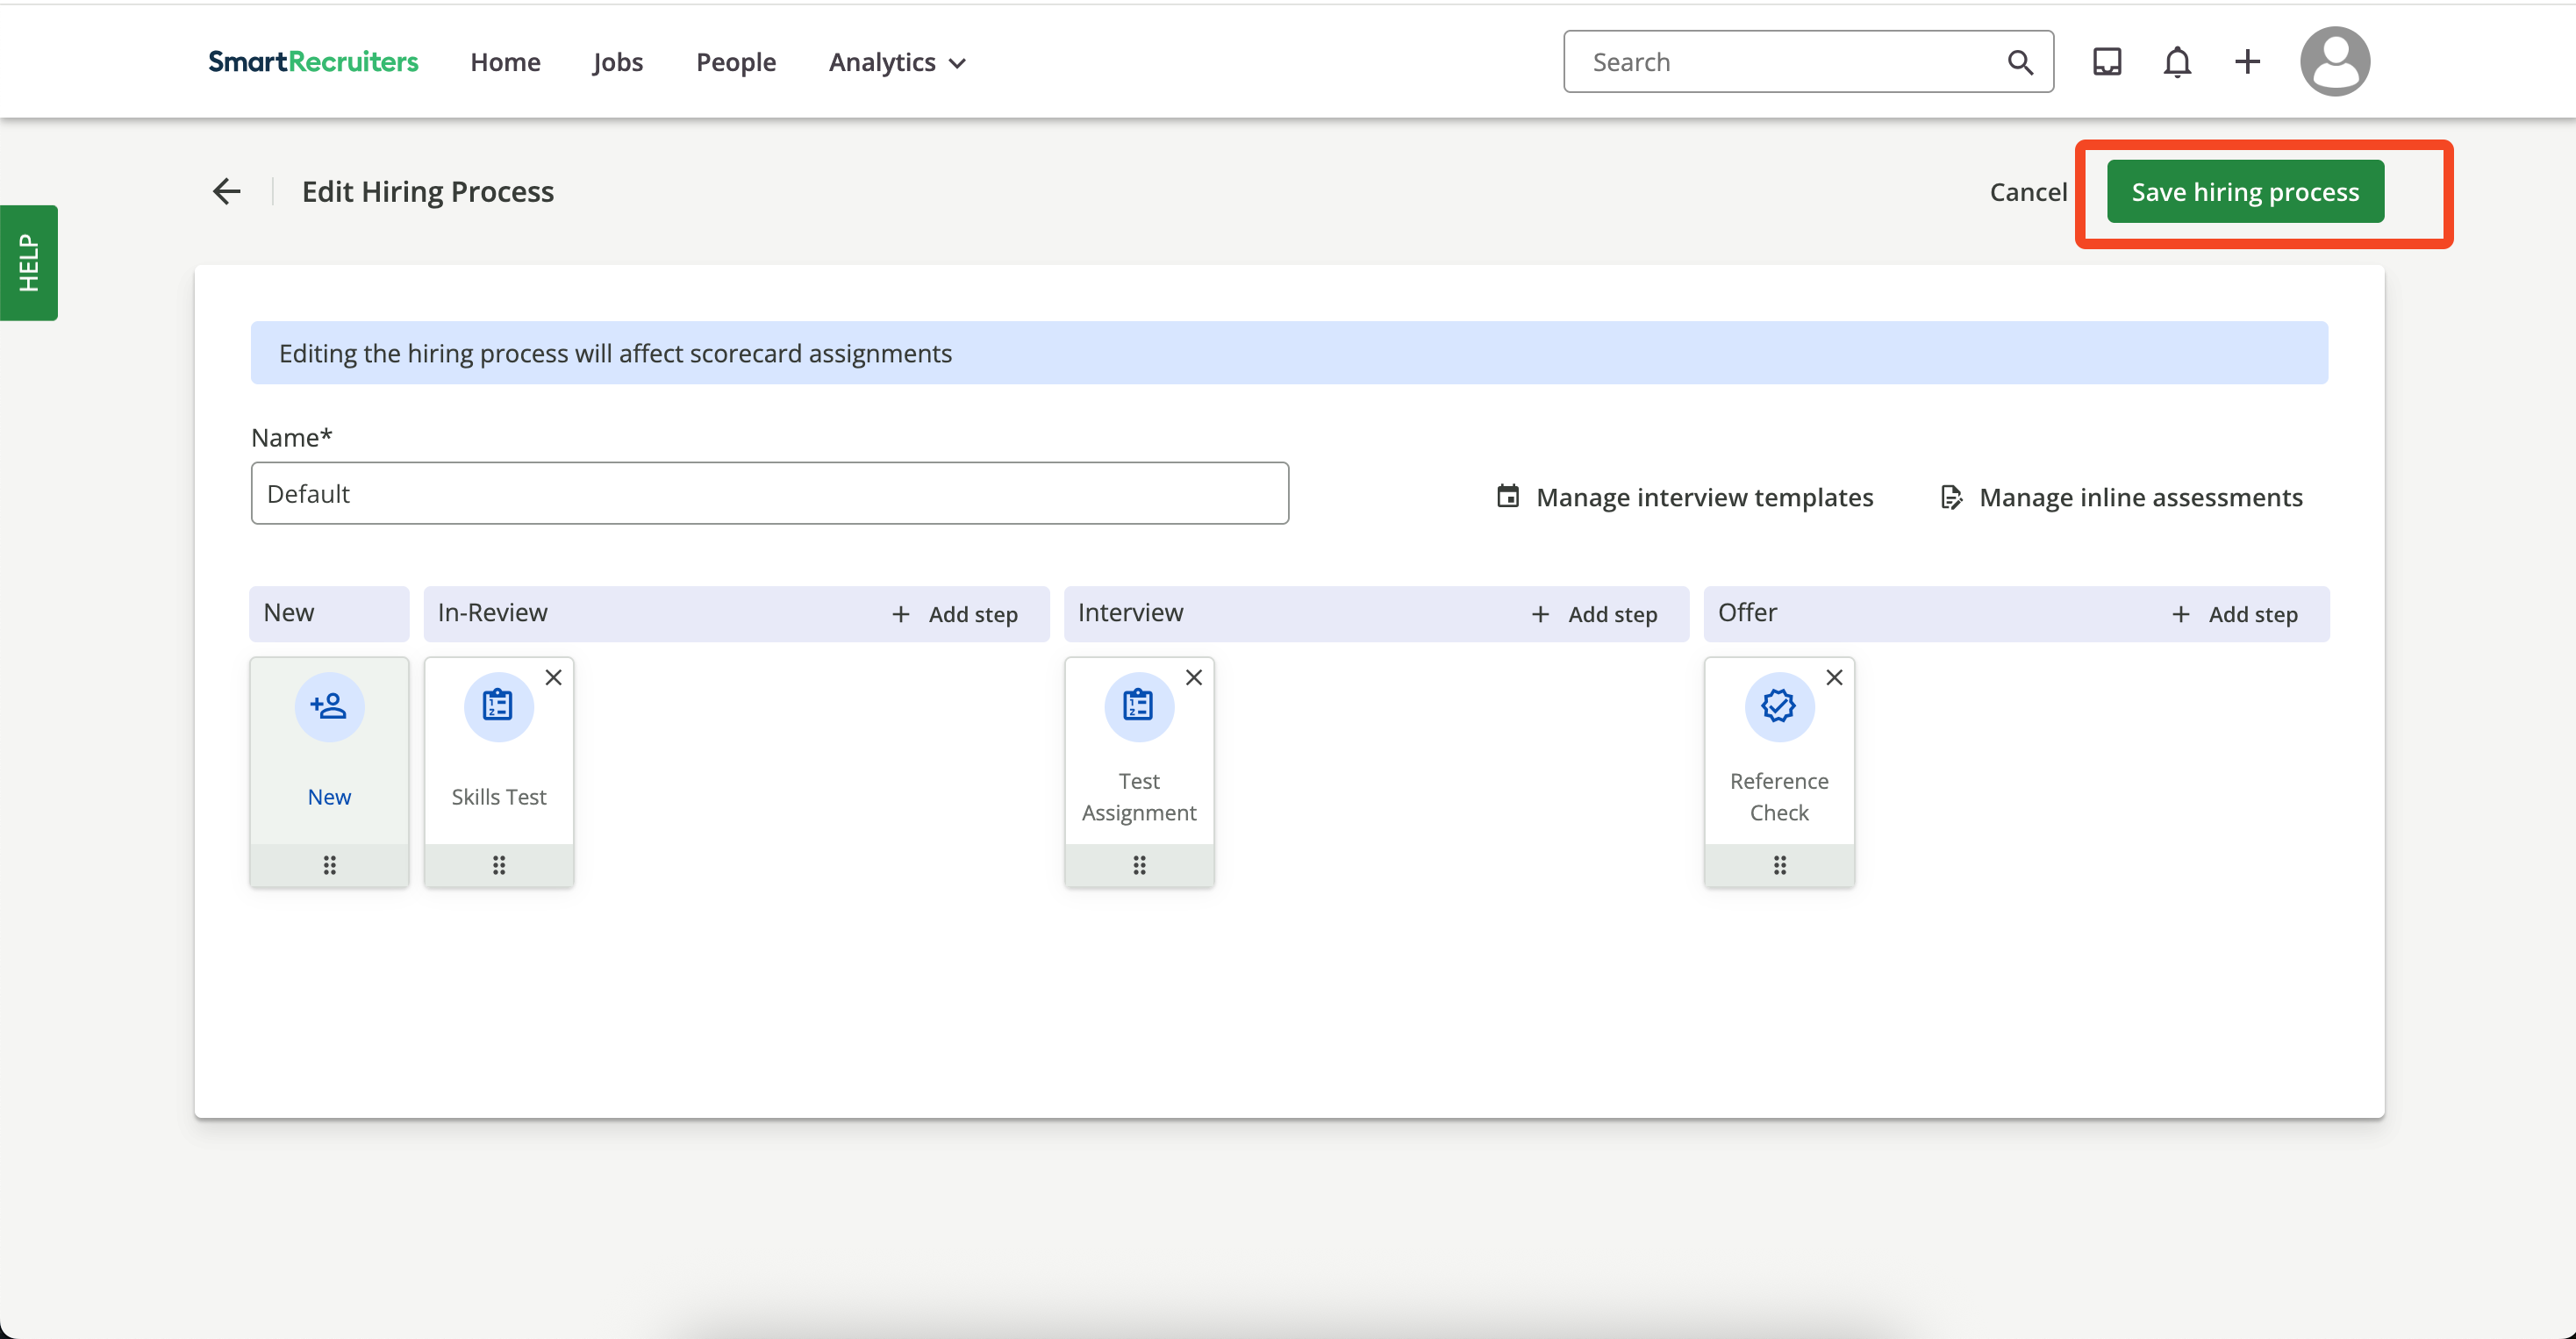 SmartRecruiters Home Jobs People Analytics Search
Edit Hiring Process Cancel Save hiring process
HELP
Editing the hiring process will affect scorecard assignments
Name*
Default
Manage interview templates Manage inline assessments
New In-Review + Add step Interview + Add step Offer + Add step
New
Skills Test
Test
Assignment
Reference
Check